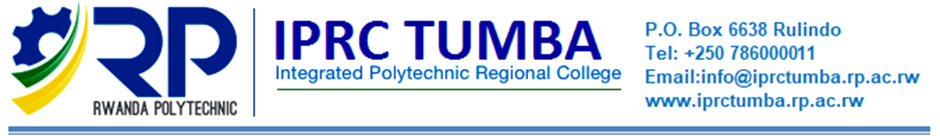 RP
RWANDA POLYTECHNIC
IPRC TUMBA
Integrated Polytechnic Regional College
P.O. Box 6638 Rulindo
Tel: +250 786000011
Email:info@iprctumba.rp.ac.rw
www.iprctumba.rp.ac.rw